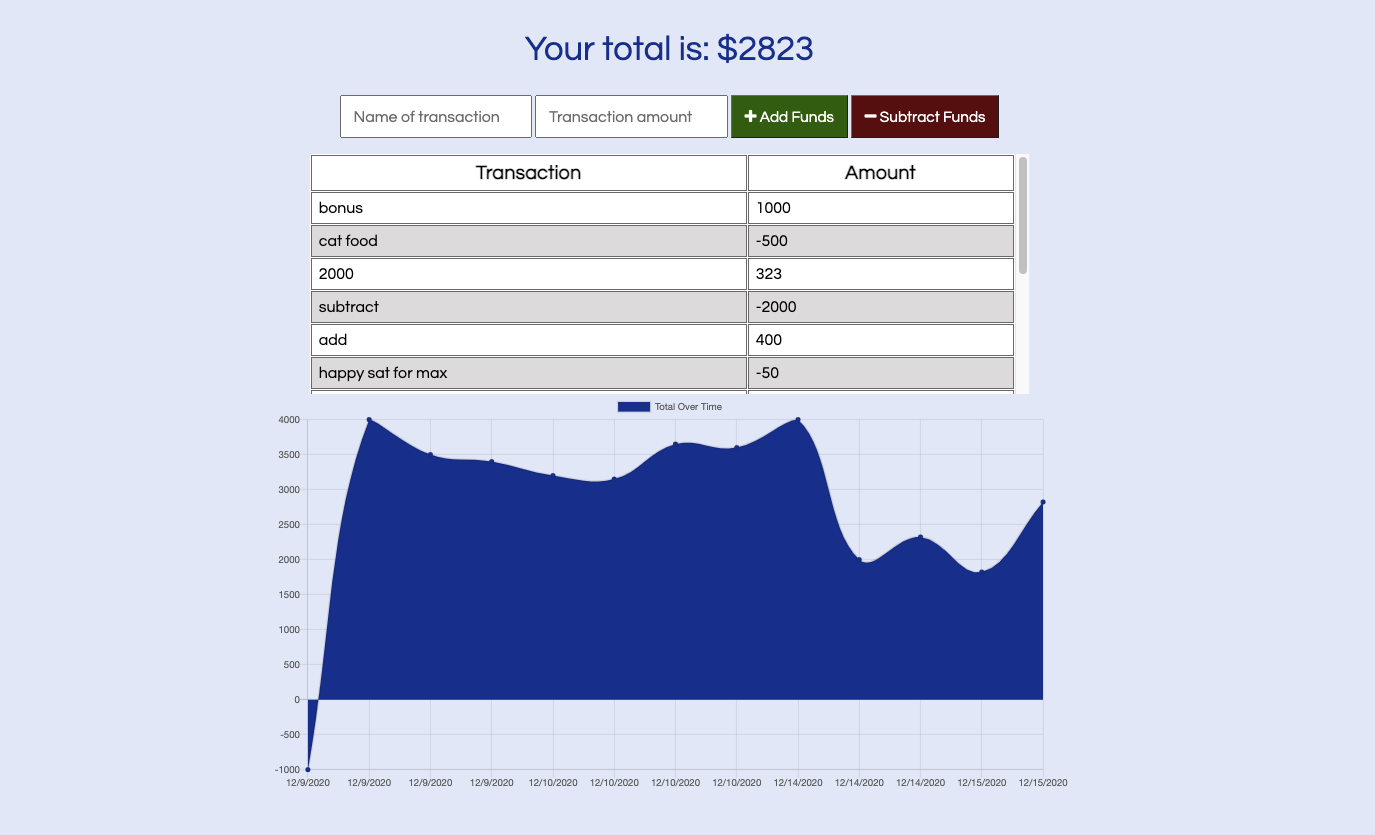 Your total is: $2823
Name of transaction Transaction amount Add Funds Subtract Funds
Transaction Amount
bonus 1000
cat food -500
2000 323
subtract -2000
add 400
happy sat for max -50
Total Over Time
4000
3500
3000
2500
2000
1500
1000
500
0
-500
-1000
12/9/2020 12/9/2020 12/9/2020 12/9/2020 12/10/2020 12/10/2020 12/10/2020 12/10/2020 12/14/2020 12/14/2020 12/14/2020 12/15/2020 12/15/2020